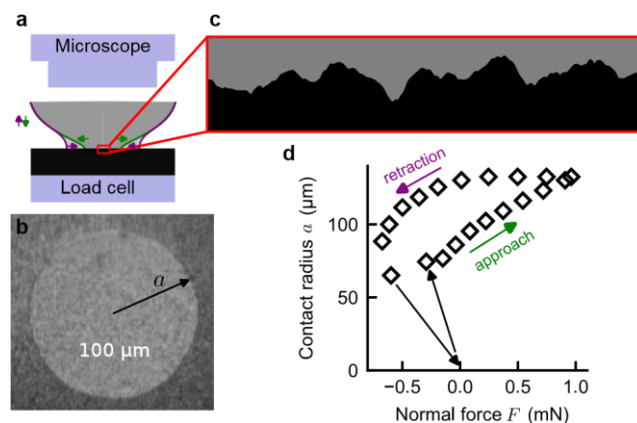 a
Microscope
Load cell
b
a
100 μm
c
d
retraction
approach
100
50
0
−0.5
0.0
0.5
1.0
Contact radius a (μm)
Normal force F (mN)